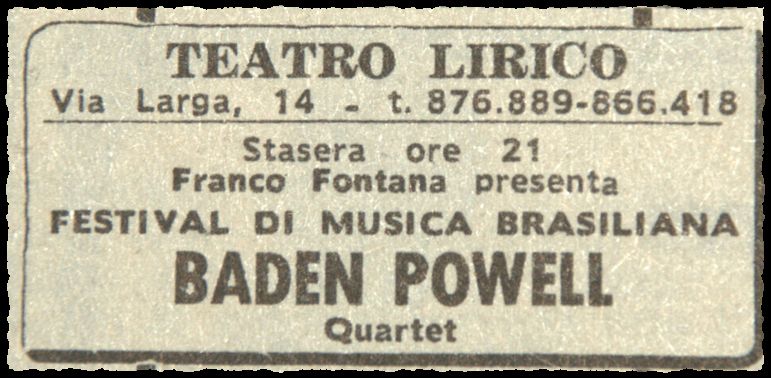 TEATRO LIRICO
Via Larga, 14 - t. 876.889-866.418
Stasera ore 21
Franco Fontana presenta
FESTIVAL DI MUSICA BRASILIANA
BADEN POWELL
Quartet